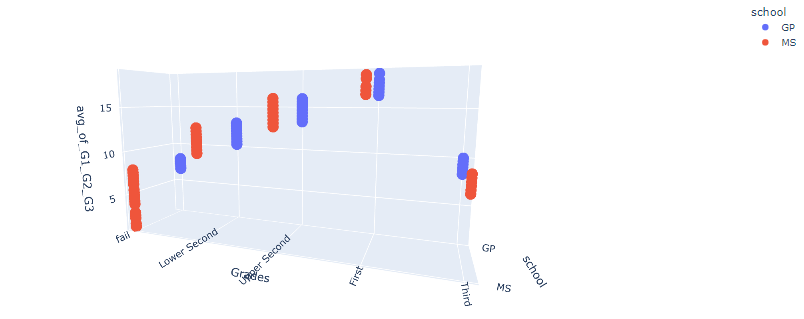 school
GP
MS
avg_of_G1_G2_G3
15
10
5
fail
Lower Second
Upper Second
First
Third
Grades
GP
MS
school